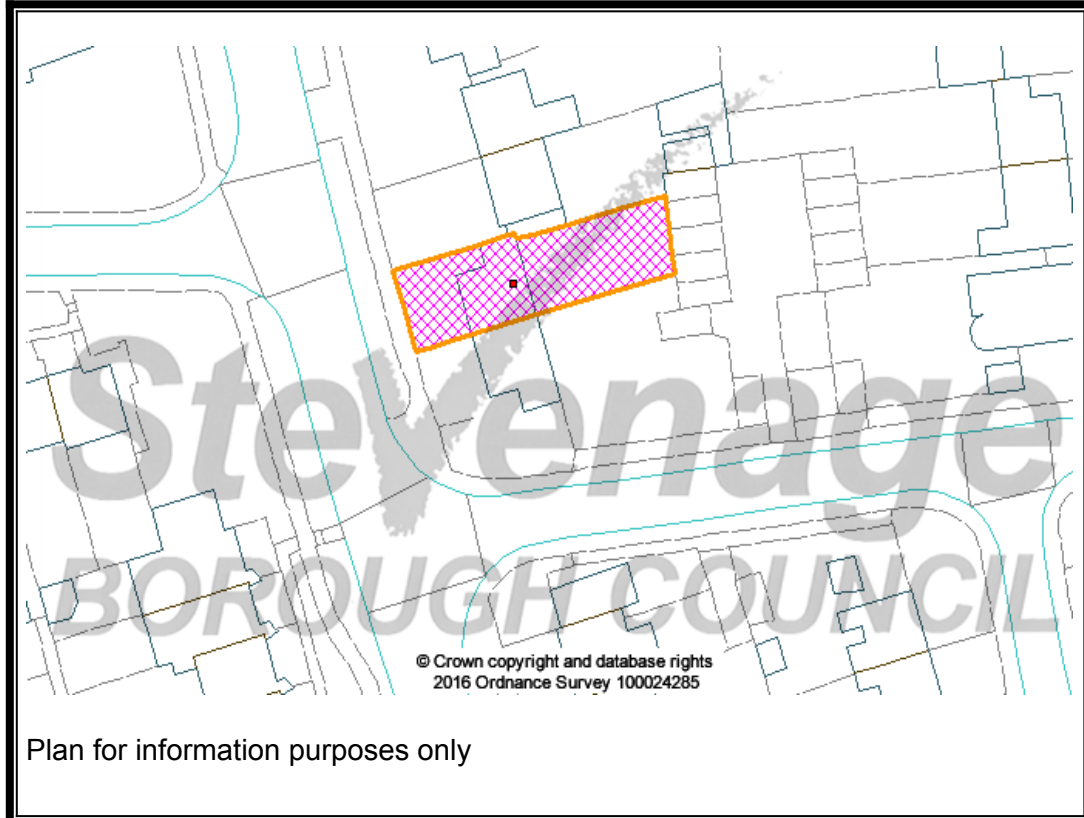 Stevenage
BOROUGH COUNCIL
© Crown copyright and database rights
2016 Ordnance Survey 100024285
Plan for information purposes only